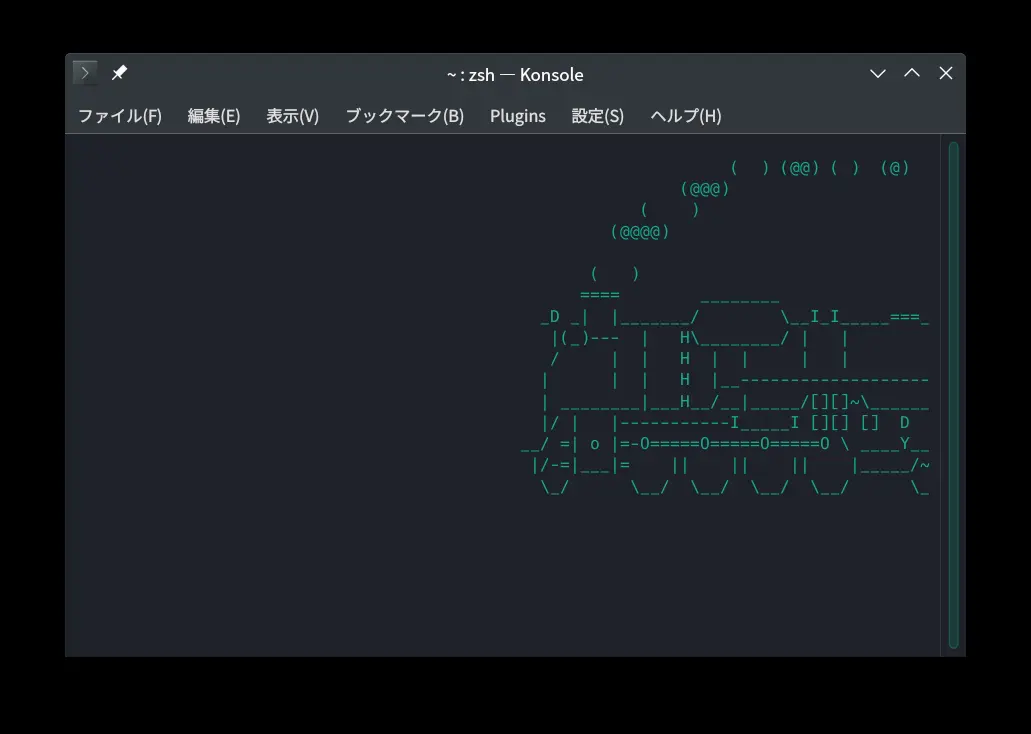 ~ : zsh — Konsole
ファイル(F) 編集(E) 表示(V) ブックマーク(B) Plugins 設定(S) ヘルプ(H)
                     (  ) (@@) ( )  (@)
                (@@@)
            (    )
         (@@@@)

       (   )
      ====        ________
  _D _|  |_______/        \__I_I_____===_
   |(_)---  |   H\________/ |   |
   /     |  |   H  |  |     |   |
  |      |  |   H  |__-------------------
  | ________|___H__/__|_____/[][]~\______
  |/ |   |-----------I_____I [][] []  D
__/ =| o |=-O=====O=====O=====O \ ____Y__
 |/-=|___|=    ||    ||    ||    |_____/~
  \_/      \__/  \__/  \__/  \__/      \_